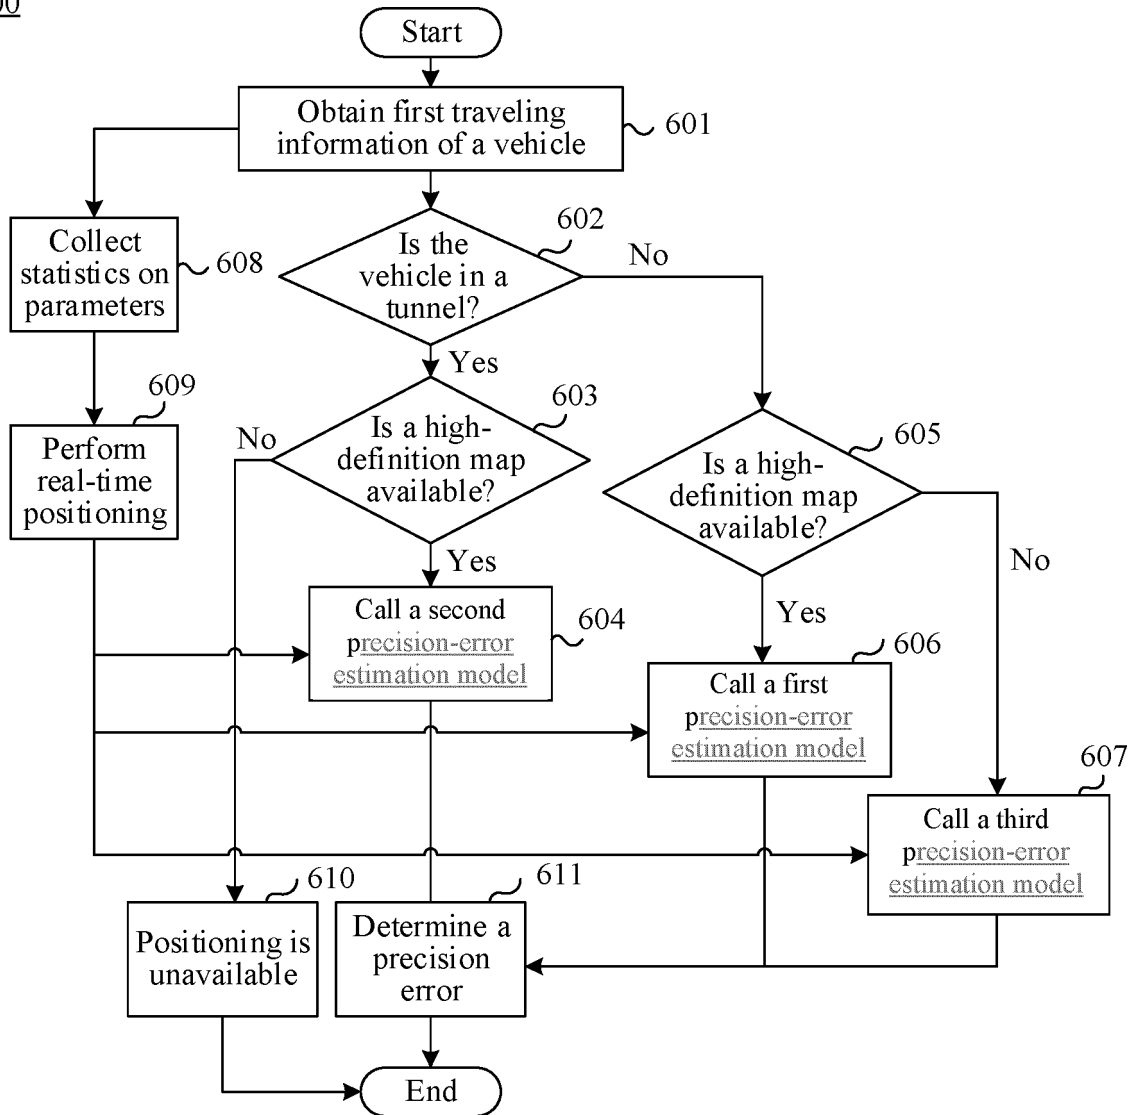 Start
Obtain first traveling
information of a vehicle
601
602
Is the
vehicle in a
tunnel?
No
Collect
statistics on
parameters
608
Yes
603
609
No
Is a high-
definition map
available?
605
Is a high-
definition map
available?
Perform
real-time
positioning
Yes
No
Call a second
precision-error
estimation model
604
Yes
606
Call a first
precision-error
estimation model
607
Call a third
precision-error
estimation model
610
611
Positioning is
unavailable
Determine a
precision
error
End